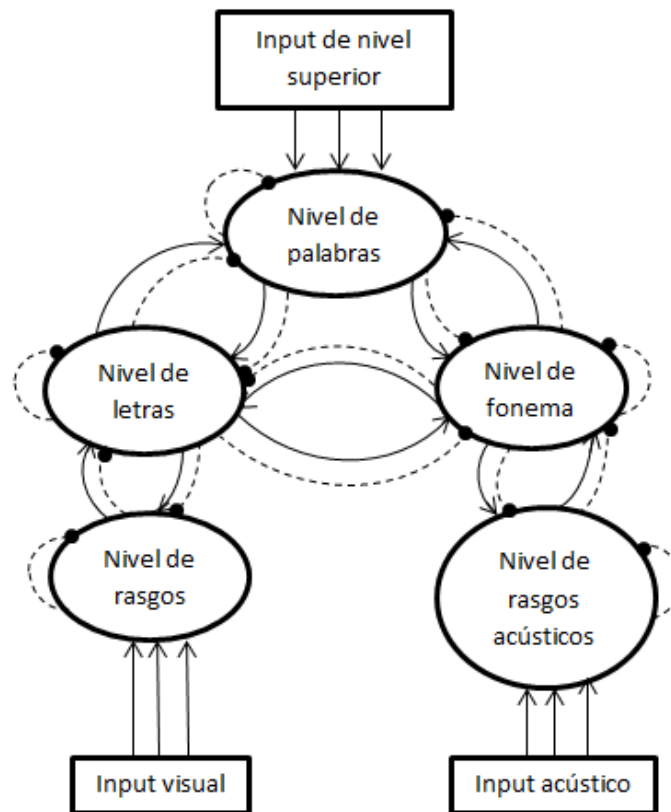 Input de nivel
superior
Nivel de
palabras
Nivel de
letras
Nivel de
fonema
Nivel de
rasgos
Nivel de
rasgos
acústicos
Input visual
Input acústico